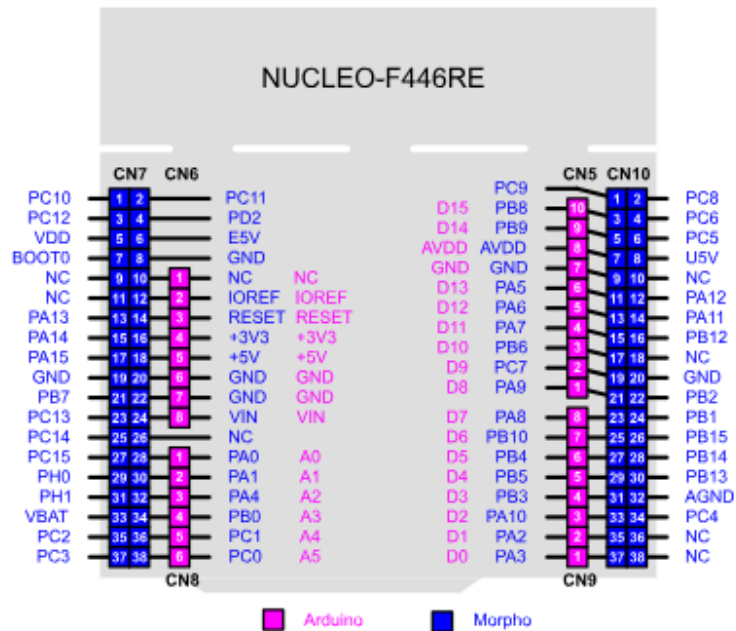 NUCLEO-F446RE
CN7 CN6 CN5 CN10
PC9
PC10 1 2 PC11 1 2 PC8
PC12 3 4 PD2 D15 PB8 10 3 4 PC6
VDD 5 6 E5V D14 PB9 9 5 6 PC5
BOOT0 7 8 GND AVDD AVDD 8 7 8 U5V
NC 9 10 1 NC NC GND GND 7 9 10 NC
NC 11 12 2 IOREF IOREF D13 PA5 6 11 12 PA12
PA13 13 14 3 RESET RESET D12 PA6 5 13 14 PA11
PA14 15 16 4 +3V3 +3V3 D11 PA7 4 15 16 PB12
PA15 17 18 5 +5V +5V D10 PB6 3 17 18 NC
GND 19 20 6 GND GND D9 PC7 2 19 20 GND
PB7 21 22 7 GND GND D8 PA9 1 21 22 PB2
PC13 23 24 8 VIN VIN D7 PA8 8 23 24 PB1
PC14 25 26 NC D6 PB10 7 25 26 PB15
PC15 27 28 1 PA0 A0 D5 PB4 6 27 28 PB14
PH0 29 30 2 PA1 A1 D4 PB5 5 29 30 PB13
PH1 31 32 3 PA4 A2 D3 PB3 4 31 32 AGND
VBAT 33 34 4 PB0 A3 D2 PA10 3 33 34 PC4
PC2 35 36 5 PC1 A4 D1 PA2 2 35 36 NC
PC3 37 38 6 PC0 A5 D0 PA3 1 37 38 NC
CN8 CN9
Arduino Morpho